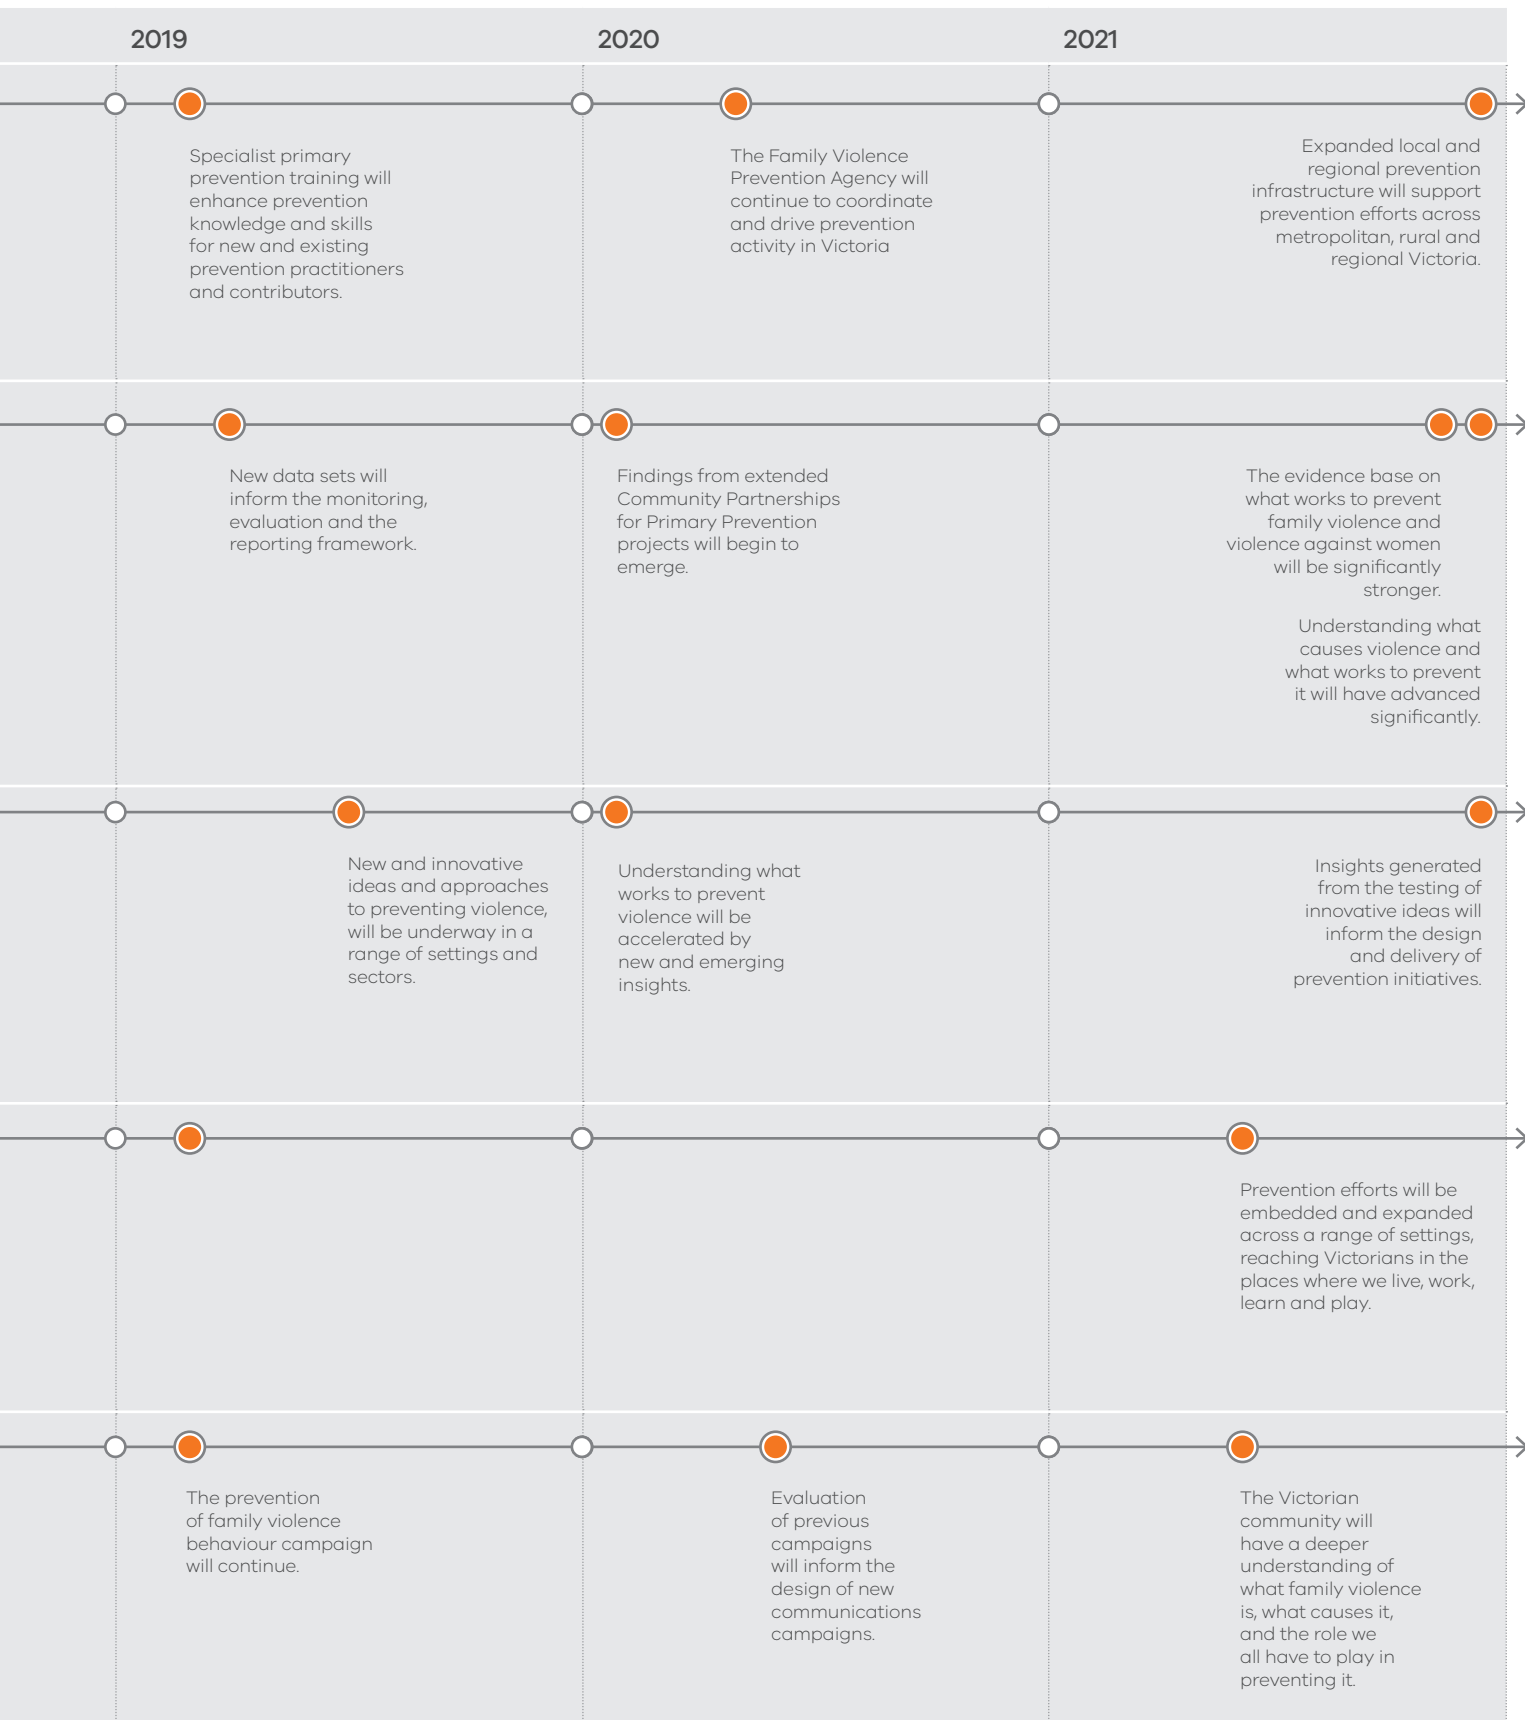 2019
2020
2021
Specialist primary
prevention training will
enhance prevention
knowledge and skills
for new and existing
prevention practitioners
and contributors.
The Family Violence
Prevention Agency will
continue to coordinate
and drive prevention
activity in Victoria
Expanded local and
regional prevention
infrastructure will support
prevention efforts across
metropolitan, rural and
regional Victoria.
New data sets will
inform the monitoring,
evaluation and the
reporting framework.
Findings from extended
Community Partnerships
for Primary Prevention
projects will begin to
emerge.
The evidence base on
what works to prevent
family violence and
violence against women
will be significantly
stronger.
Understanding what
causes violence and
what works to prevent
it will have advanced
significantly.
New and innovative
ideas and approaches
to preventing violence,
will be underway in a
range of settings and
sectors.
Understanding what
works to prevent
violence will be
accelerated by
new and emerging
insights.
Insights generated
from the testing of
innovative ideas will
inform the design
and delivery of
prevention initiatives.
Prevention efforts will be
embedded and expanded
across a range of settings,
reaching Victorians in the
places where we live, work,
learn and play.
The prevention
of family violence
behaviour campaign
will continue.
Evaluation
of previous
campaigns
will inform the
design of new
communications
campaigns.
The Victorian
community will
have a deeper
understanding of
what family violence
is, what causes it,
and the role we
all have to play in
preventing it.